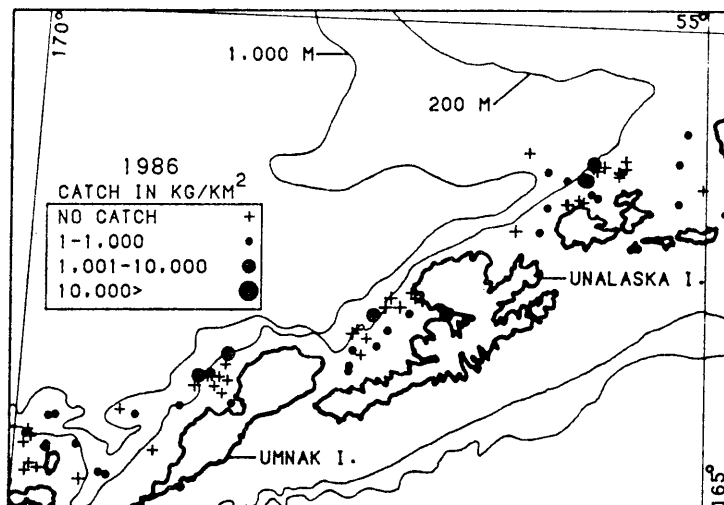 170°
55°
1.000 M
200 M
1986
CATCH IN KG/KM²
NO CATCH +
1-1.000
1.001-10.000
10.000>
UNALASKA I.
UMNAK I.
165°